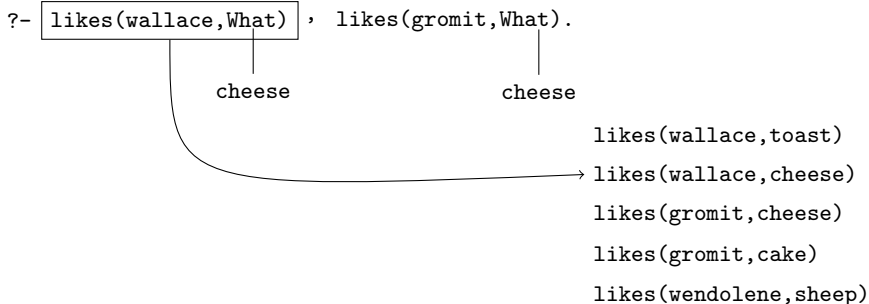 ?- likes(wallace,What) , likes(gromit,What).
cheese cheese
likes(wallace,toast)
likes(wallace,cheese)
likes(gromit,cheese)
likes(gromit,cake)
likes(wendolene,sheep)